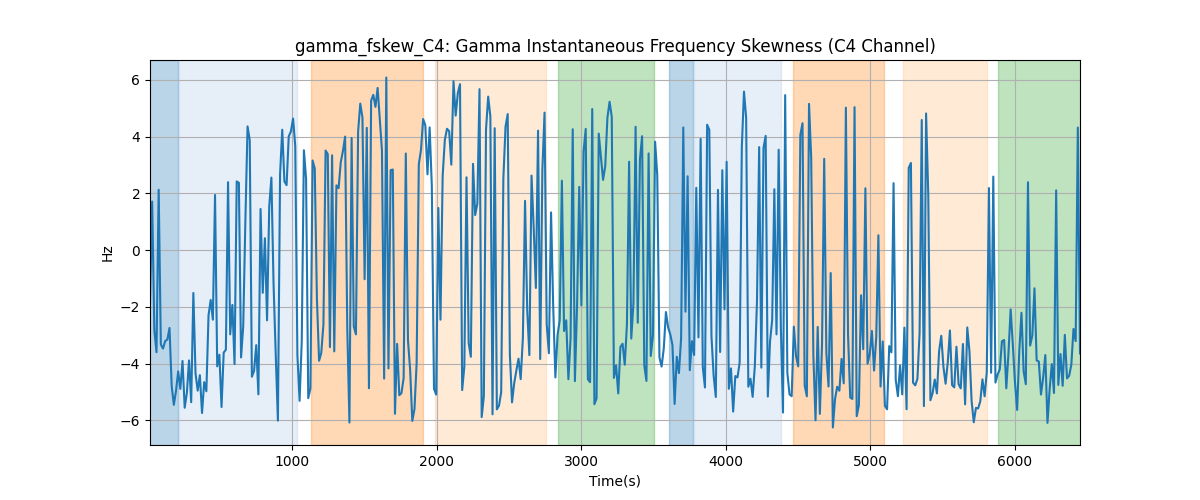 gamma_fskew_C4: Gamma Instantaneous Frequency Skewness (C4 Channel)
6
4
2
0
−2
−4
−6
Hz
1000 2000 3000 4000 5000 6000
Time(s)